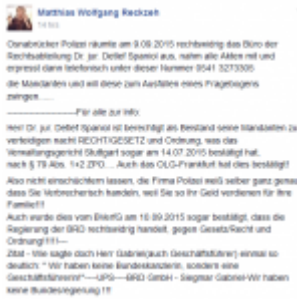 Matthias Wolfgang Reckzeh
14 Std.
Osnabrücker Polizei räumte am 9.09.2015 rechtswidrig das Büro der
Rechtsabteilung Dr. jur. Detlef Spaniol aus, nahm alle Akten mit und
erpresst dann telefonisch unter dieser Nummer 0541 3273305
die Mandanten und will diese zum Ausfüllen eines Fragebogens
zwingen
Für alle zur Info:
Herr Dr. jur. Detlef Spaniol ist berechtigt als Beistand seine Mandanten zu
verteidigen nach! RECHT/GESETZ und Ordnung, was das
Verwaltungsgericht Stuttgart sogar am 14.07.2015 bestätigt hat,
nach § 79 Abs. 1+2 ZPO.... Auch das OLG-Frankfurt hat dies bestätigt!!
Also nicht einschüchtern lassen, die Firma Polizei weiß selber ganz genau
dass Sie Verbrecherisch handeln, weil Sie so Ihr Geld verdienen für Ihre
Familie!!!
Auch wurde dies vom BVerfG am 10.09.2015 sogar bestätigt, dass die
Regierung der BRD rechtswidrig handelt, gegen Gesetz/Recht und
Ordnung!!!!!---
Zitat - Wie sagte doch Herr Gabriel(auch Geschäftsführer) einmal so
deutlich: " Wir haben keine Bundeskanzlerin, sondern eine
Geschäftsführerin!"----UPS----BRD GmbH - Siegmar Gabriel-Wir haben
keine Bundesregierung !!!